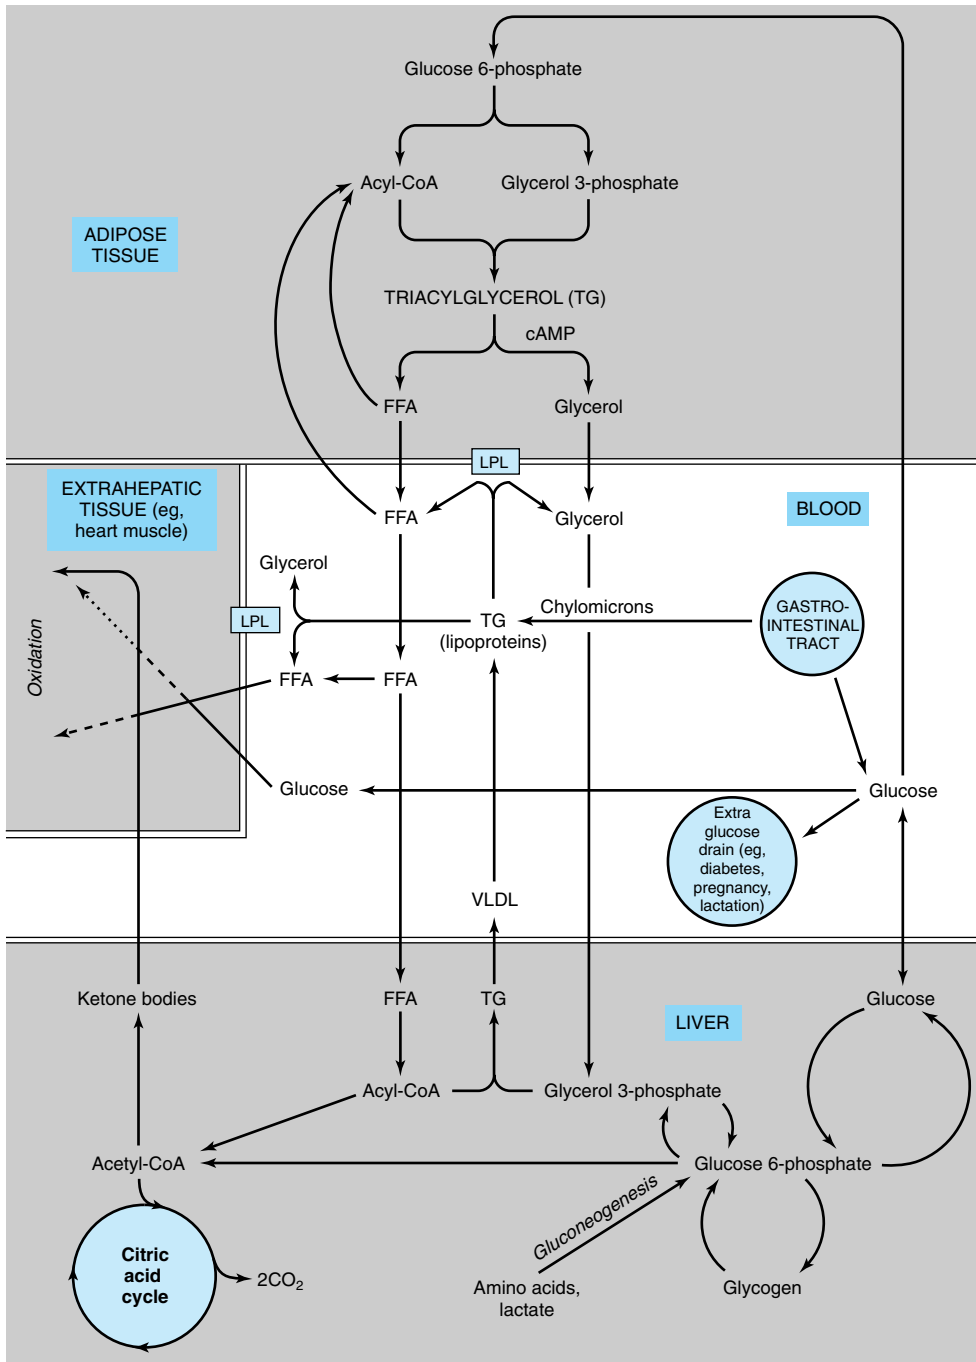 Glucose 6-phosphate
Acyl-CoA
Glycerol 3-phosphate
ADIPOSE
TISSUE
TRIACYLGLYCEROL (TG)
cAMP
FFA
Glycerol
LPL
EXTRAHEPATIC
TISSUE (eg,
heart muscle)
BLOOD
FFA
Glycerol
Glycerol
Chylomicrons
GASTRO-
INTESTINAL
TRACT
LPL
TG
(lipoproteins)
Oxidation
FFA
FFA
Glucose
Glucose
Extra
glucose
drain (eg,
diabetes,
pregnancy,
lactation)
VLDL
Ketone bodies
FFA
TG
Glucose
LIVER
Acyl-CoA
Glycerol 3-phosphate
Acetyl-CoA
Glucose 6-phosphate
Gluconeogenesis
Citric
acid
cycle
2CO₂
Amino acids,
lactate
Glycogen